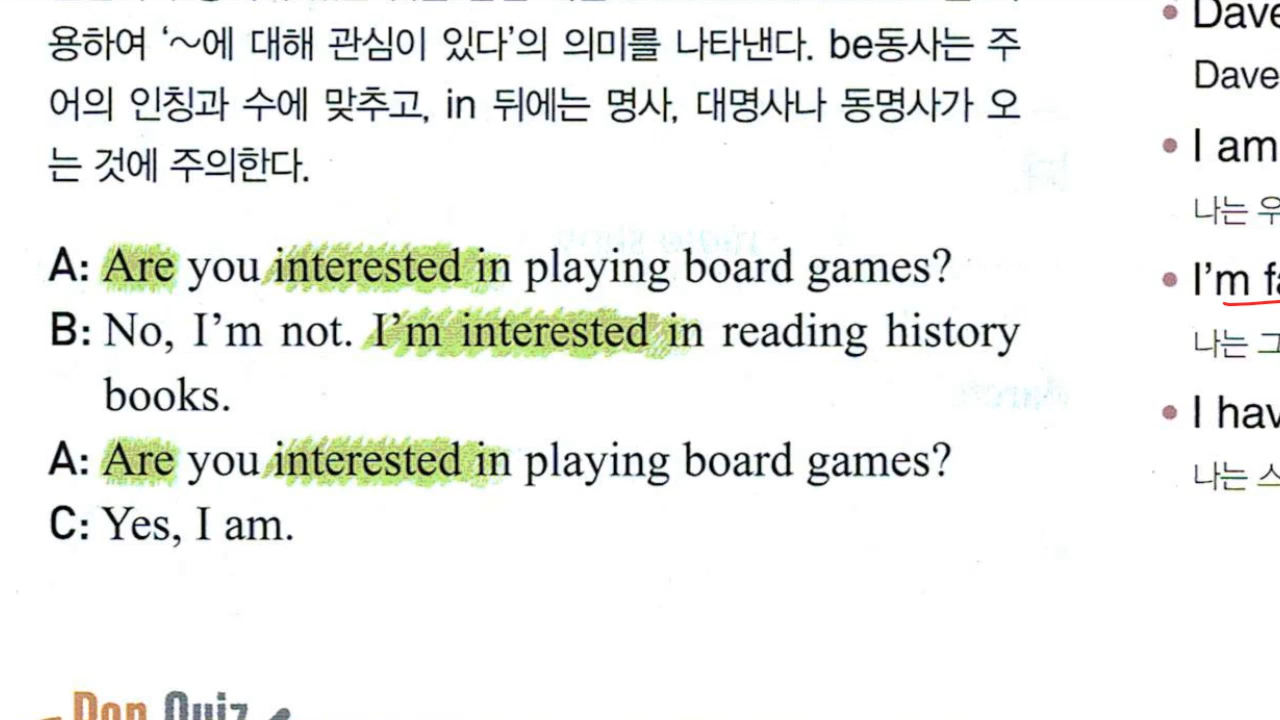 용하여 '~에 대해 관심이 있다'의 의미를 나타낸다. be동사는 주
어의 인칭과 수에 맞추고, in 뒤에는 명사, 대명사나 동명사가 오
는 것에 주의한다.
A: Are you interested in playing board games?
B: No, I'm not. I'm interested in reading history
books.
A: Are you interested in playing board games?
C: Yes, I am.
Pop Quiz
• Dave
Dave
• I am
나는
• I'm
나는
• I
나는